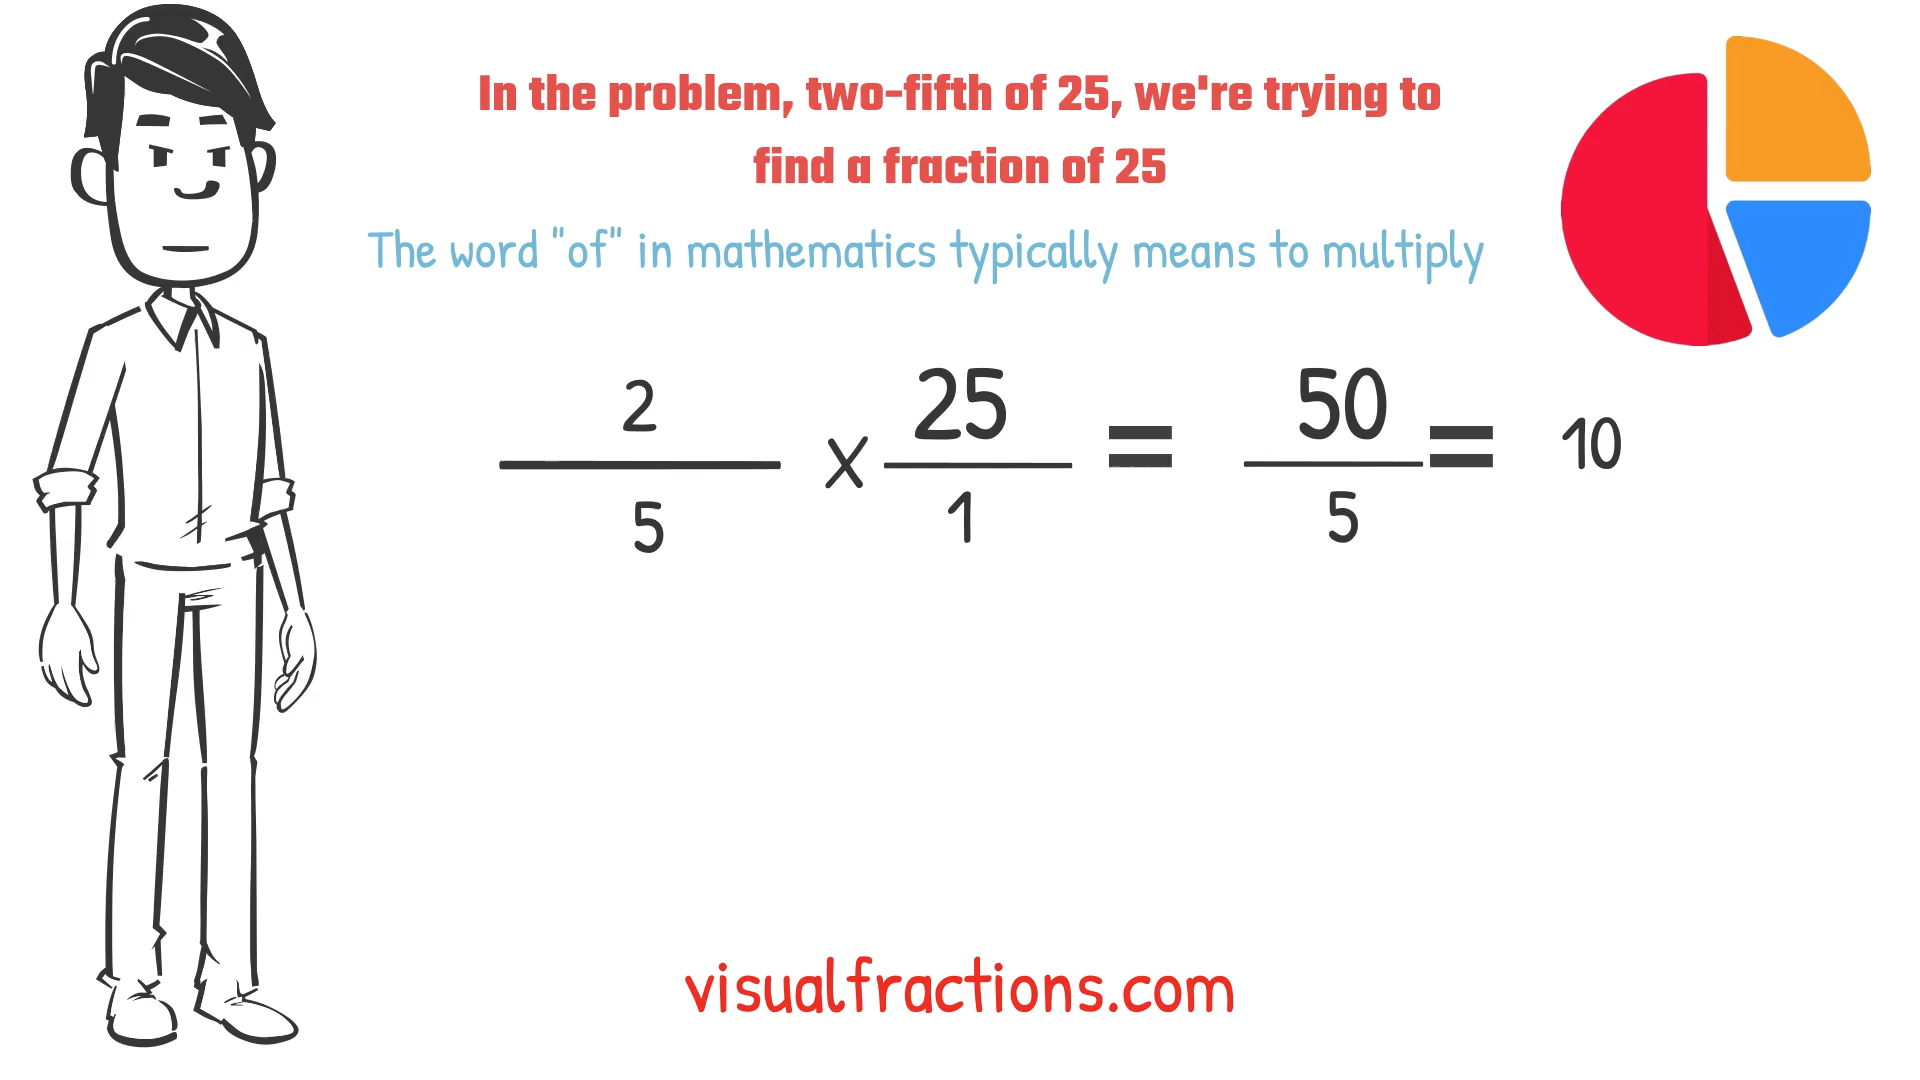 In the problem, two-fifth of 25, we're trying to
find a fraction of 25
The word "of" in mathematics typically means to multiply
2 25 50
x = = 10
5 1 5
visualfractions.com